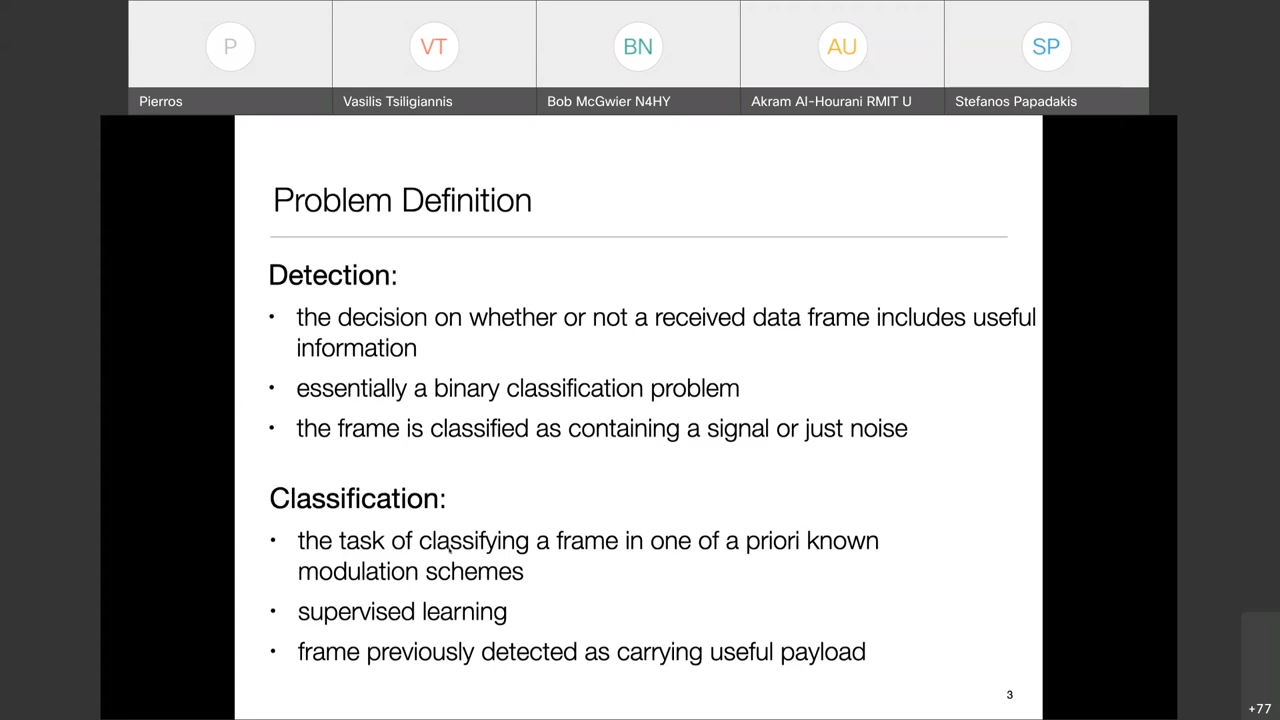 P
VT
BN
AU
SP
Pierros
Vasilis Tsiligiannis
Bob McGwier N4HY
Akram Al-Hourani RMIT U
Stefanos Papadakis
Problem Definition
Detection:
• the decision on whether or not a received data frame includes useful
information
• essentially a binary classification problem
• the frame is classified as containing a signal or just noise
Classification:
• the task of classifying a frame in one of a priori known
modulation schemes
• supervised learning
• frame previously detected as carrying useful payload
3
+77